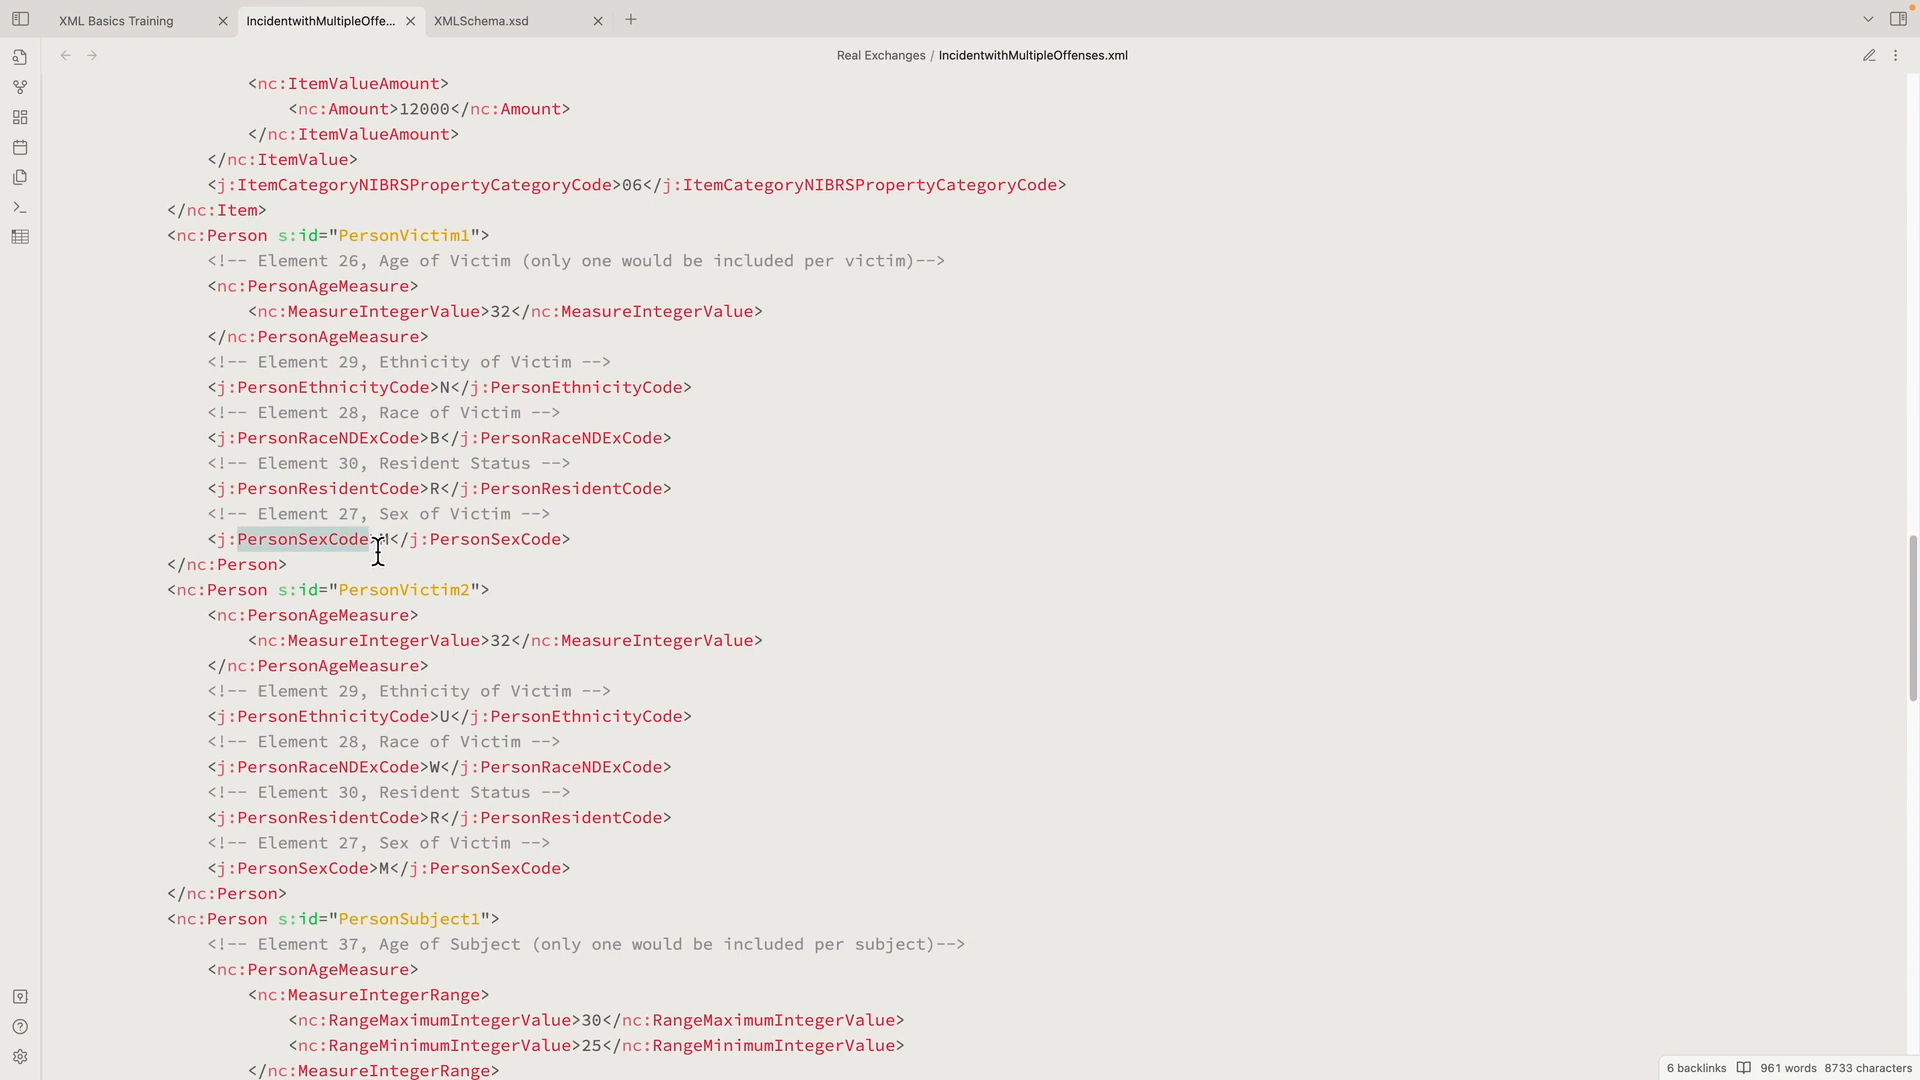 XML Basics Training
IncidentwithMultipleOffe...
XMLSchema.xsd
Real Exchanges / IncidentwithMultipleOffenses.xml
<nc:ItemValueAmount>
<nc:Amount>12000</nc:Amount>
</nc:ItemValueAmount>
</nc:ItemValue>
<j:ItemCategoryNIBRSPropertyCategoryCode>06</j:ItemCategoryNIBRSPropertyCategoryCode>
</nc:Item>
<nc:Person s:id="PersonVictim1">
<!-- Element 26, Age of Victim (only one would be included per victim)-->
<nc:PersonAgeMeasure>
<nc:MeasureIntegerValue>32</nc:MeasureIntegerValue>
</nc:PersonAgeMeasure>
<!-- Element 29, Ethnicity of Victim -->
<j:PersonEthnicityCode>N</j:PersonEthnicityCode>
<!-- Element 28, Race of Victim -->
<j:PersonRaceNDExCode>B</j:PersonRaceNDExCode>
<!-- Element 30, Resident Status -->
<j:PersonResidentCode>R</j:PersonResidentCode>
<!-- Element 27, Sex of Victim -->
<j:PersonSexCode>M</j:PersonSexCode>
</nc:Person>
<nc:Person s:id="PersonVictim2">
<nc:PersonAgeMeasure>
<nc:MeasureIntegerValue>32</nc:MeasureIntegerValue>
</nc:PersonAgeMeasure>
<!-- Element 29, Ethnicity of Victim -->
<j:PersonEthnicityCode>U</j:PersonEthnicityCode>
<!-- Element 28, Race of Victim -->
<j:PersonRaceNDExCode>W</j:PersonRaceNDExCode>
<!-- Element 30, Resident Status -->
<j:PersonResidentCode>R</j:PersonResidentCode>
<!-- Element 27, Sex of Victim -->
<j:PersonSexCode>M</j:PersonSexCode>
</nc:Person>
<nc:Person s:id="PersonSubject1">
<!-- Element 37, Age of Subject (only one would be included per subject)-->
<nc:PersonAgeMeasure>
<nc:MeasureIntegerRange>
<nc:RangeMaximumIntegerValue>30</nc:RangeMaximumIntegerValue>
<nc:RangeMinimumIntegerValue>25</nc:RangeMinimumIntegerValue>
</nc:MeasureIntegerRange>
6 backlinks 961 words 8733 characters